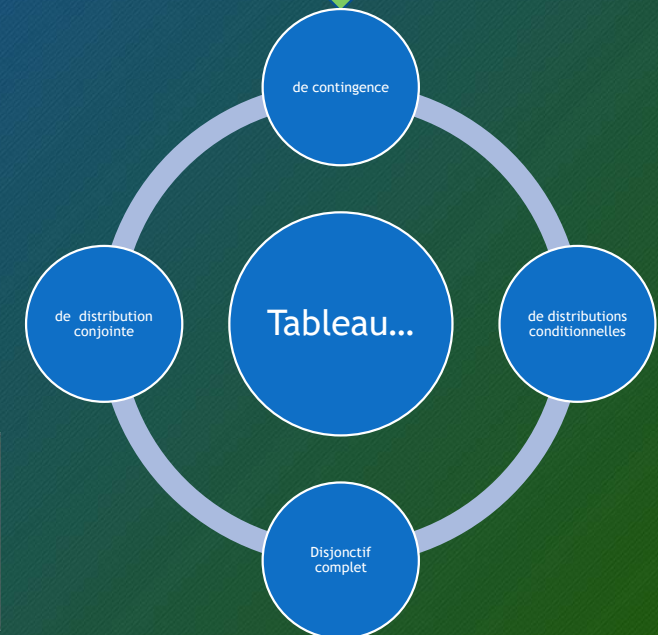 de contingence
de distribution
conjointe
Tableau...
de distributions
conditionnelles
Disjonctif
complet